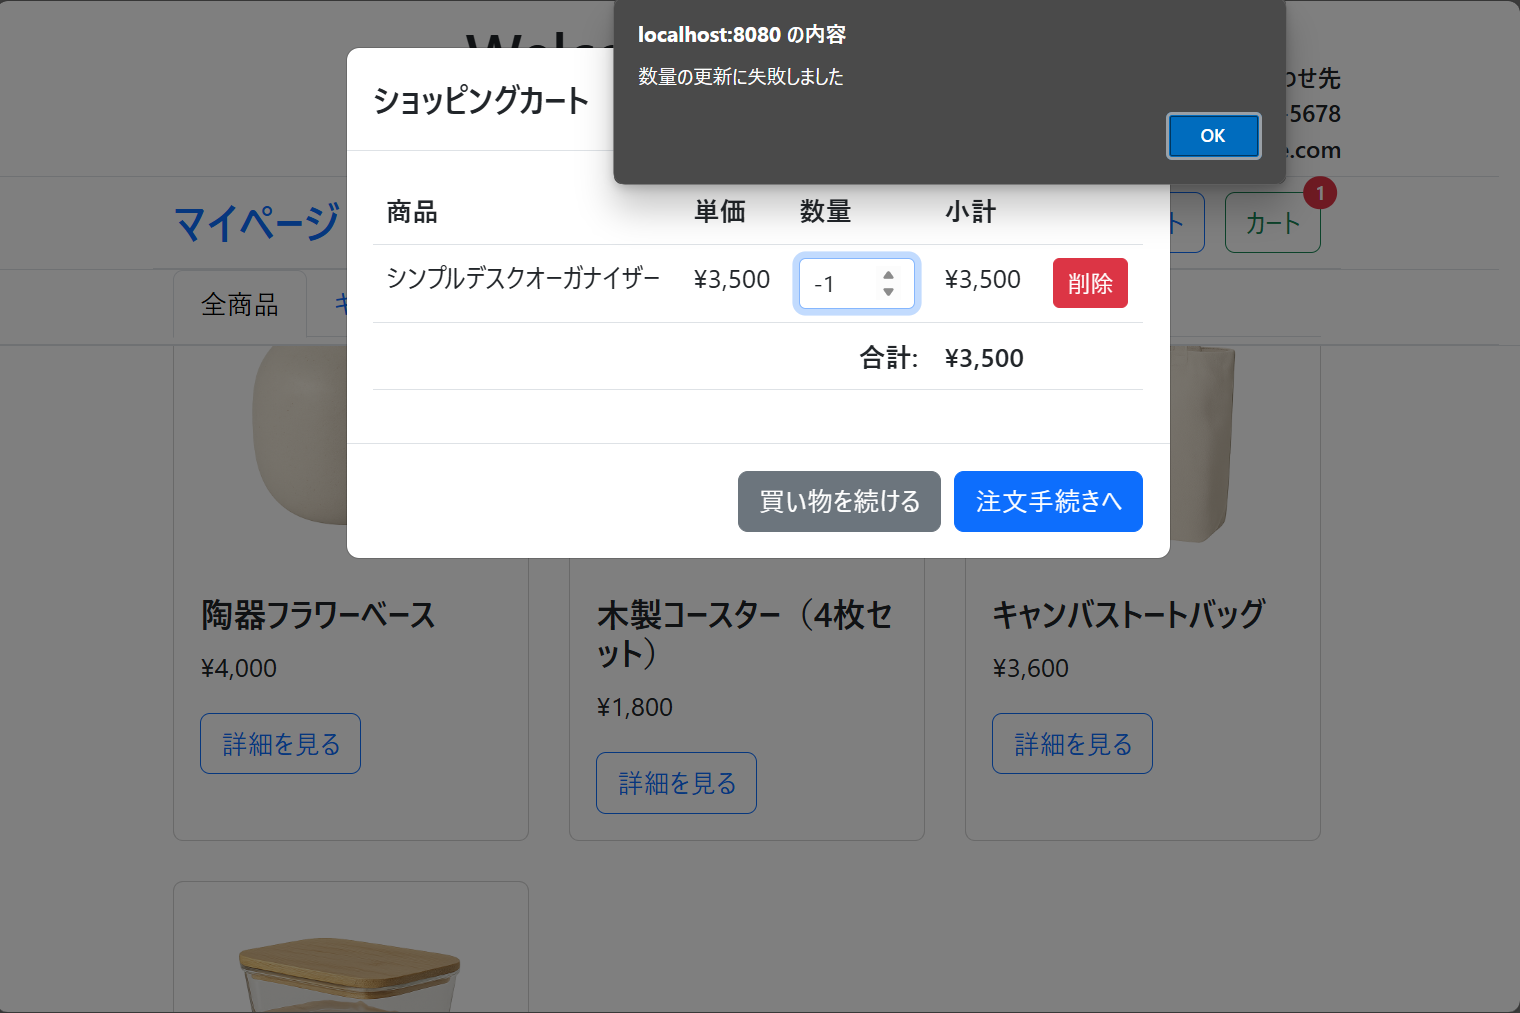 Welc
localhost:8080 の内容
数量の更新に失敗しました
OK
わせ先
-5678
e.com
ショッピングカート
マイページ
ト
カート
1
全商品
キ
商品 単価 数量 小計
シンプルデスクオーガナイザー ¥3,500 -1 ¥3,500 削除
合計: ¥3,500
買い物を続ける 注文手続きへ
陶器フラワーベース
¥4,000
詳細を見る
木製コースター（4枚セ
ット）
¥1,800
詳細を見る
キャンバストートバッグ
¥3,600
詳細を見る